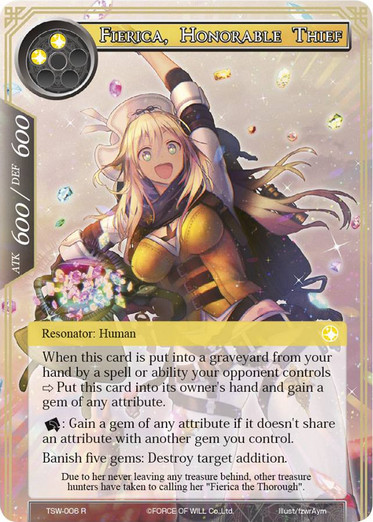 Fierica, Honorable Thief
ATK 600 / DEF 600
Resonator: Human
When this card is put into a graveyard from your
hand by a spell or ability your opponent controls
⇨ Put this card into its owner's hand and gain a
gem of any attribute.
: Gain a gem of any attribute if it doesn't share
an attribute with another gem you control.
Banish five gems: Destroy target addition.
Due to her never leaving any treasure behind, other treasure
hunters have taken to calling her "Fierica the Thorough".
TSW-006 R ©FORCE OF WILL Co.,Ltd. Illust/fzwrAym